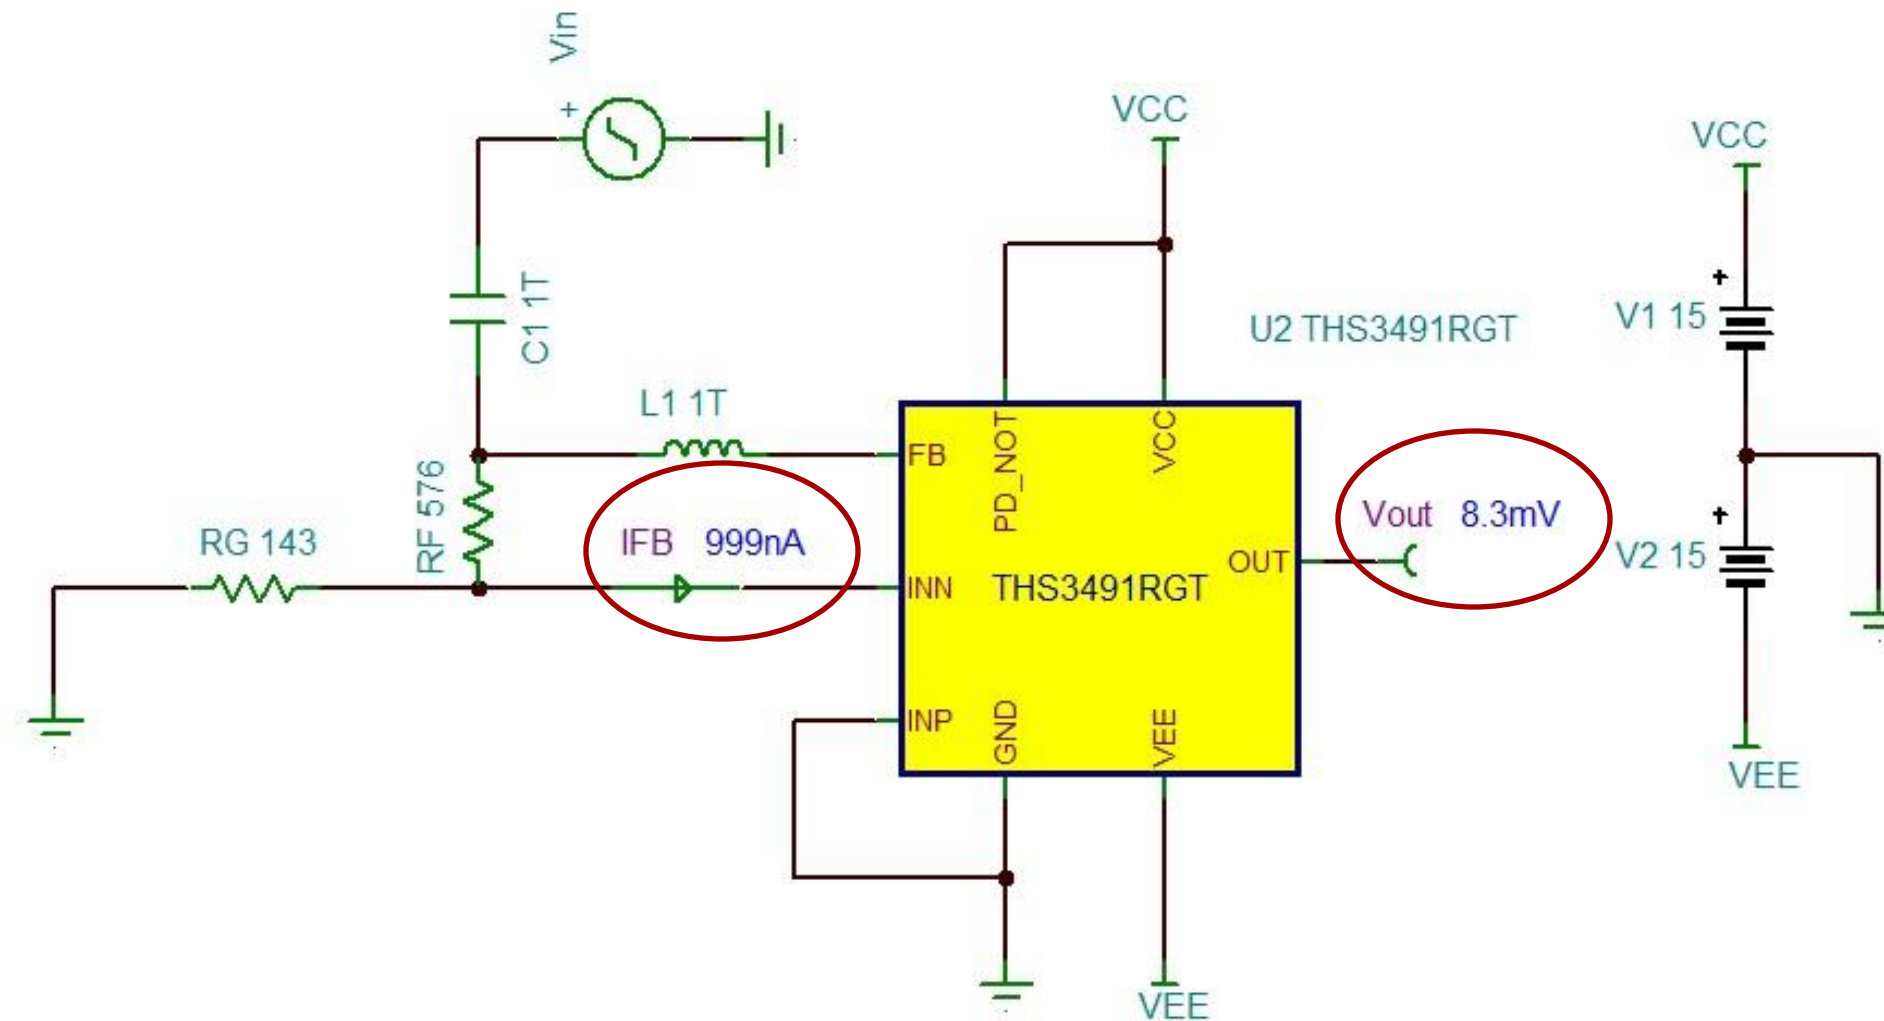 Vin
+
VCC
VCC
C1 1T
+
V1 15
U2 THS3491RGT
L1 1T
FB
PD_NOT
VCC
RF 576
RG 143
IFB 999nA
Vout 8.3mV
+
V2 15
OUT
INN
THS3491RGT
INP
GND
VEE
VEE
VEE